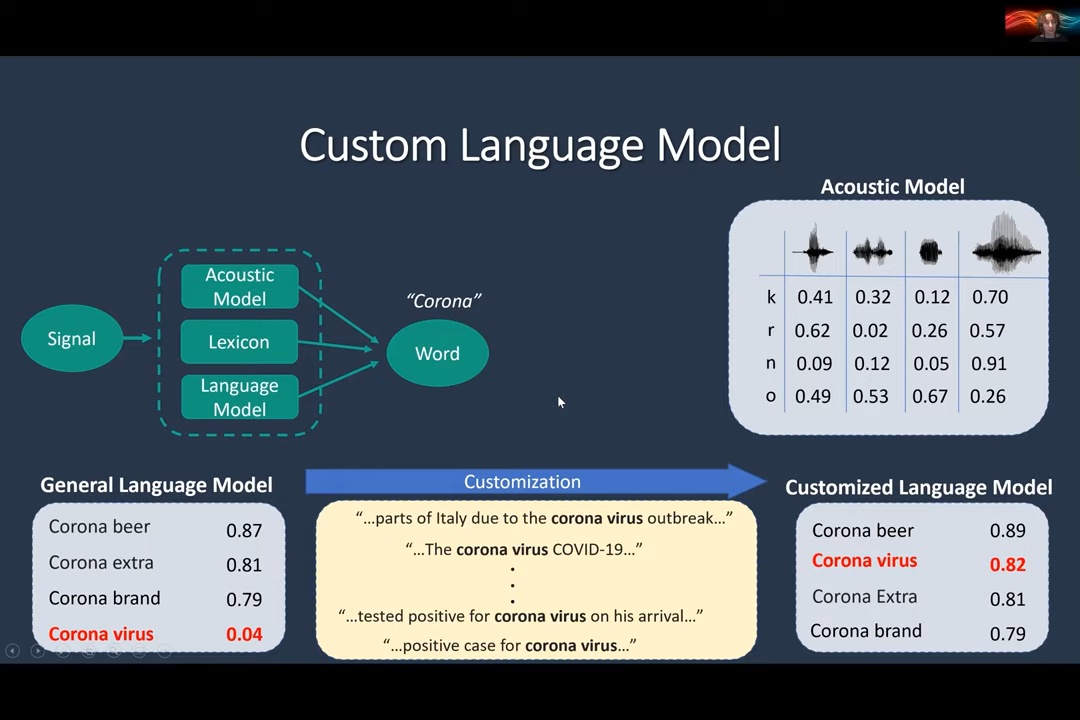 Custom Language Model
Acoustic Model
Acoustic
Model
Lexicon
Language
Model
Signal
"Corona"
Word
k 0.41 0.32 0.12 0.70
r 0.62 0.02 0.26 0.57
n 0.09 0.12 0.05 0.91
o 0.49 0.53 0.67 0.26
General Language Model
Corona beer 0.87
Corona extra 0.81
Corona brand 0.79
Corona virus 0.04
Customization
"...parts of Italy due to the corona virus outbreak..."
"...The corona virus COVID-19..."
"...tested positive for corona virus on his arrival..."
"...positive case for corona virus..."
Customized Language Model
Corona beer 0.89
Corona virus 0.82
Corona Extra 0.81
Corona brand 0.79